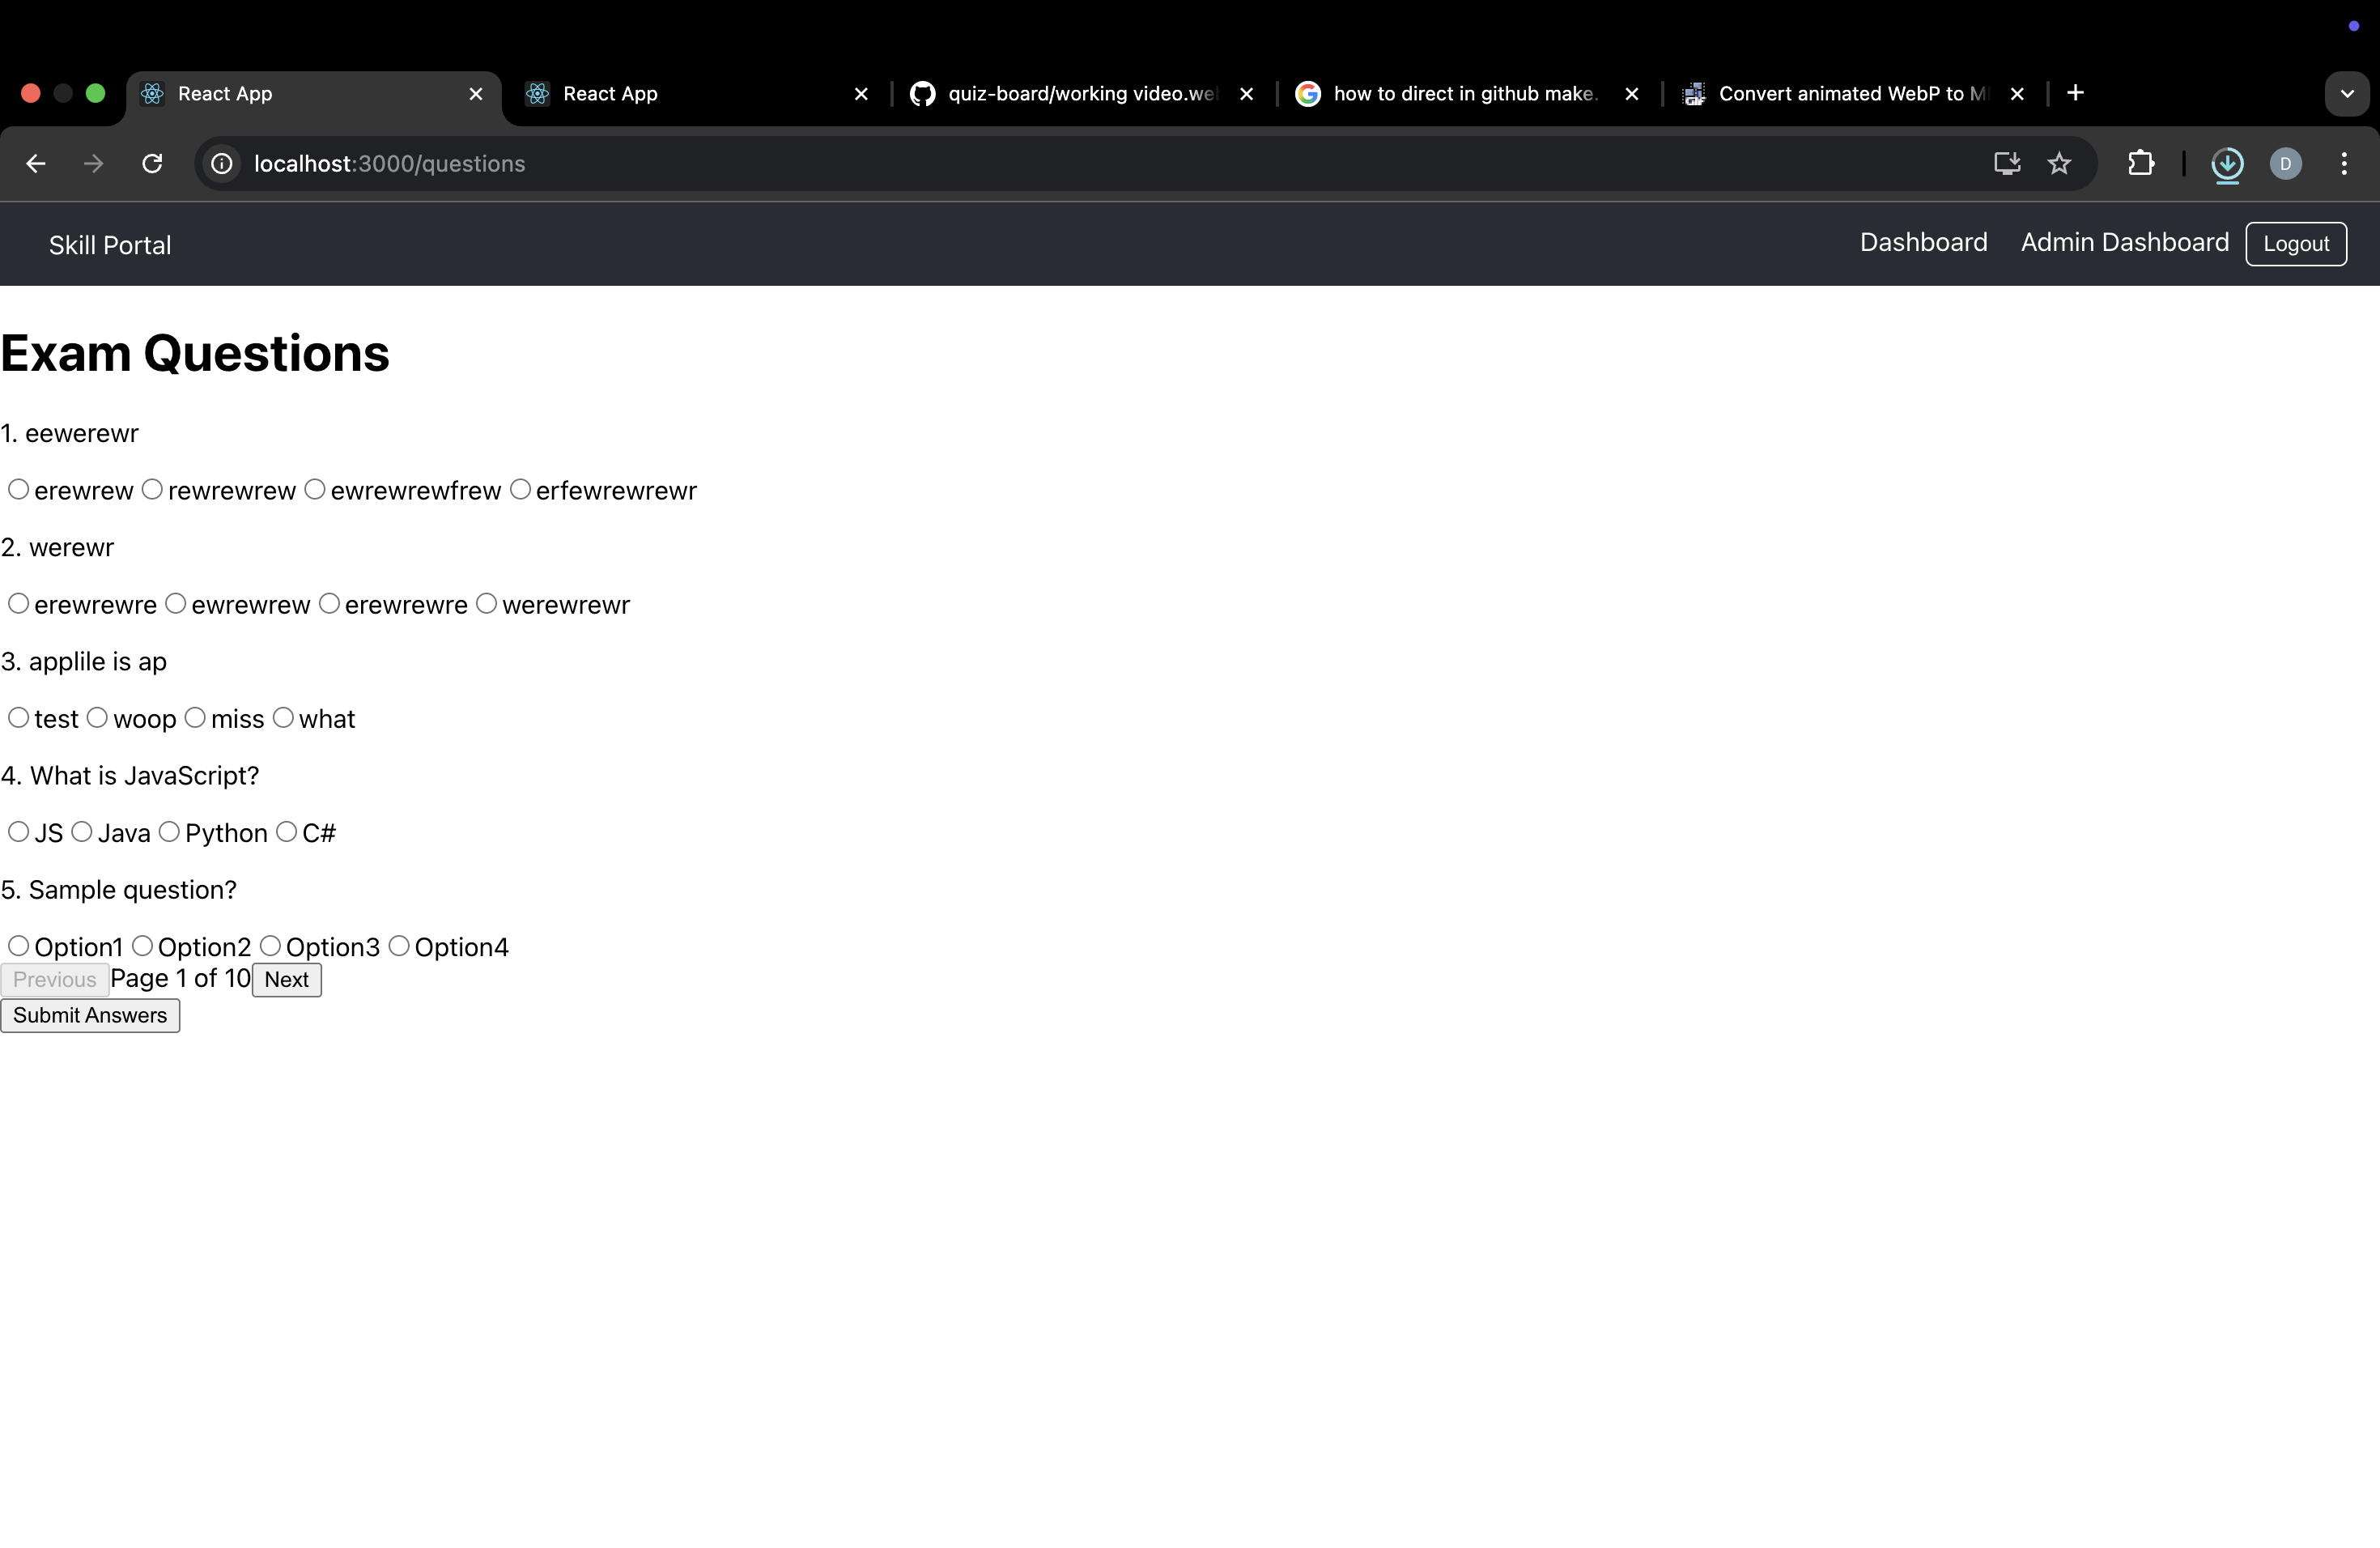 React App
React App
quiz-board/working video.we
how to direct in github make.
Convert animated WebP to M
localhost:3000/questions
D
Skill Portal
Dashboard Admin Dashboard Logout
Exam Questions
1. eewerewr
erewrew rewrewrew ewrewrewfrew erfewrewrewr
2. werewr
erewrewre ewrewrew erewrewre werewrewr
3. applile is ap
test woop miss what
4. What is JavaScript?
JS Java Python C#
5. Sample question?
Option1 Option2 Option3 Option4
Previous Page 1 of 10 Next
Submit Answers